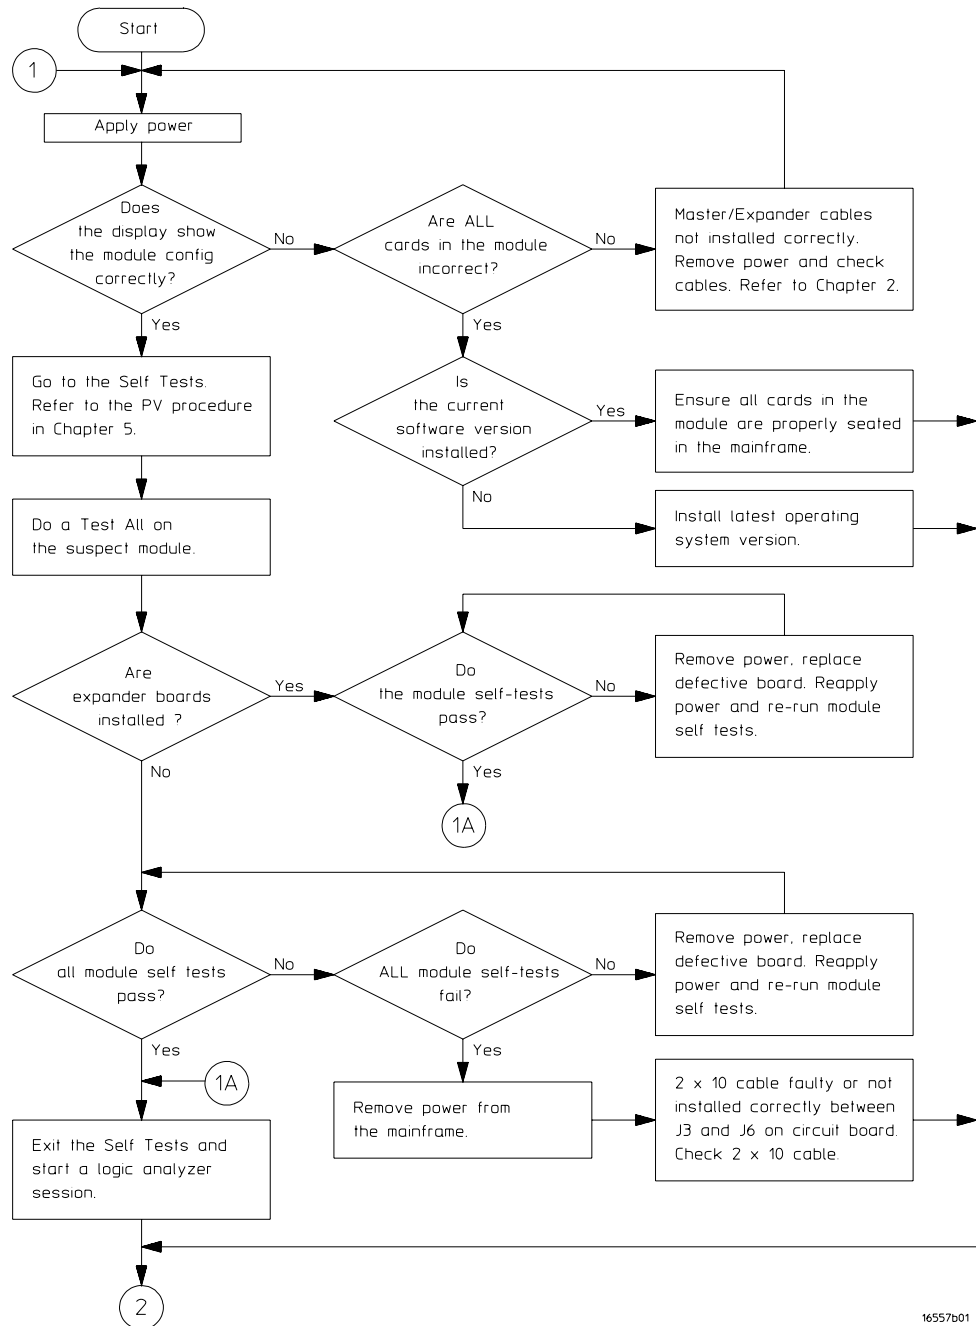 Start
1
Apply power
Does
the display show
the module config
correctly?
No
Are ALL
cards in the module
incorrect?
No
Master/Expander cables
not installed correctly.
Remove power and check
cables. Refer to Chapter 2.
Yes
Yes
Go to the Self Tests.
Refer to the PV procedure
in Chapter 5.
Is
the current
software version
installed?
Yes
Ensure all cards in the
module are properly seated
in the mainframe.
No
Install latest operating
system version.
Do a Test All on
the suspect module.
Are
expander boards
installed ?
Yes
Do
the module self-tests
pass?
No
Remove power, replace
defective board. Reapply
power and re-run module
self tests.
No
Yes
1A
Do
all module self tests
pass?
No
Do
ALL module self-tests
fail?
No
Remove power, replace
defective board. Reapply
power and re-run module
self tests.
Yes
Yes
1A
Remove power from
the mainframe.
2 x 10 cable faulty or not
installed correctly between
J3 and J6 on circuit board.
Check 2 x 10 cable.
Exit the Self Tests and
start a logic analyzer
session.
2
16557b01